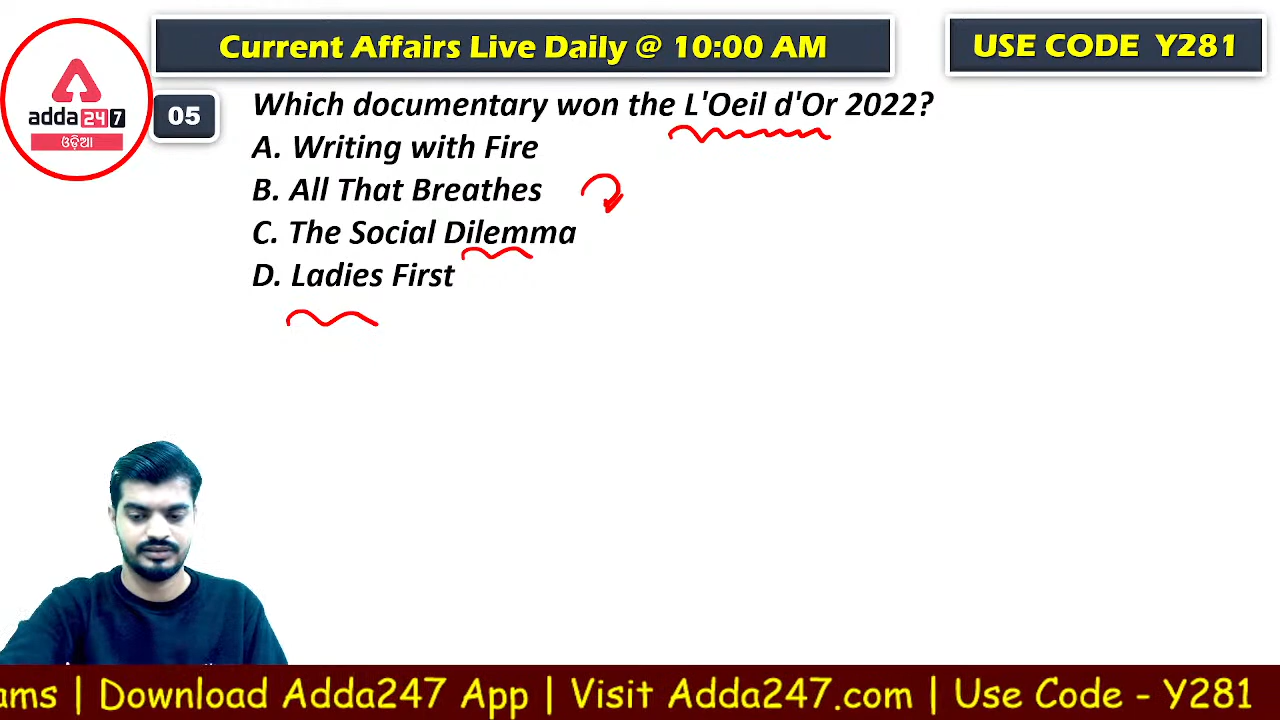 Current Affairs Live Daily @ 10:00 AM
USE CODE Y281
adda247
ଓଡ଼ିଆ
05
Which documentary won the L'Oeil d'Or 2022?
A. Writing with Fire
B. All That Breathes
C. The Social Dilemma
D. Ladies First
ams | Download Adda247 App | Visit Adda247.com | Use Code - Y281